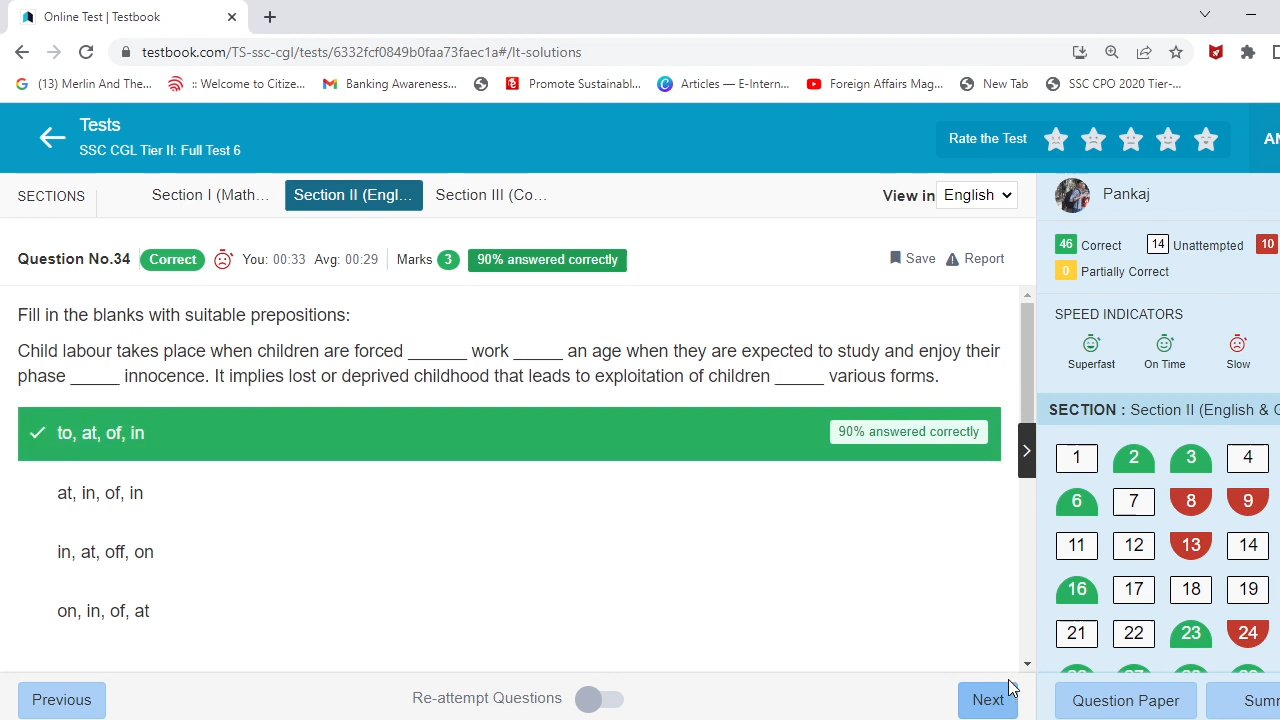 Online Test | Testbook
testbook.com/TS-ssc-cgl/tests/6332fcf0849b0faa73faec1a#/lt-solutions
(13) Merlin And The... :: Welcome to Citize... Banking Awareness... Promote Sustainabl... Articles — E-Intern... Foreign Affairs Mag... New Tab SSC CPO 2020 Tier-...
Tests
SSC CGL Tier II: Full Test 6
Rate the Test
SECTIONS Section I (Math... Section II (Engl... Section III (Co... View in English
Pankaj
Question No.34 Correct You: 00:33 Avg: 00:29 Marks 3 90% answered correctly Save Report
46 Correct 14 Unattempted 10
0 Partially Correct
Fill in the blanks with suitable prepositions:
Child labour takes place when children are forced ______ work _____ an age when they are expected to study and enjoy their
phase _____ innocence. It implies lost or deprived childhood that leads to exploitation of children _____ various forms.
to, at, of, in 90% answered correctly
at, in, of, in
in, at, off, on
on, in, of, at
SPEED INDICATORS
Superfast On Time Slow
SECTION : Section II (English &
1 2 3 4
6 7 8 9
11 12 13 14
16 17 18 19
21 22 23 24
Previous Re-attempt Questions Next Question Paper